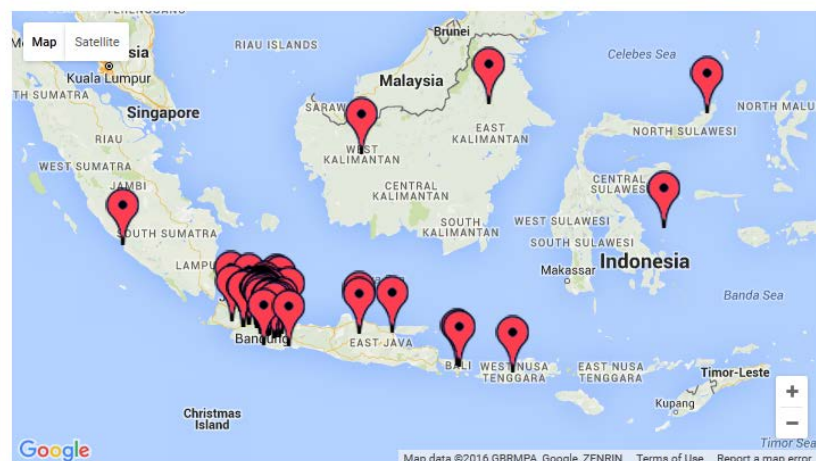 Map
Satellite
RIAU ISLANDS
Brunei
Celebes Sea
Kuala Lumpur
Malaysia
TH SUMATRA
Singapore
SARAW
EAST
KALIMANTAN
NORTH SULAWESI
NORTH MALU
RIAU
WEST
KALIMANTAN
WEST SUMATRA
JAMBI
CENTRAL
KALIMANTAN
CENTRAL
SULAWES
SOUTH SUMATRA
SOUTH
KALIMANTAN
WEST SULAWESI
SOUTH SULAWESI
LAMPU
Makassar
Indonesia
Banda Sea
Bandung
EAST JAVA
BALI
WEST NUSA
TENGGARA
EAST NUSA
TENGGARA
Timor-Leste
Kupang
Christmas
Island
+
−
Timor Sea
Google
Map data ©2016 GBRMPA, Google, ZENRIN
Terms of Use
Report a map error